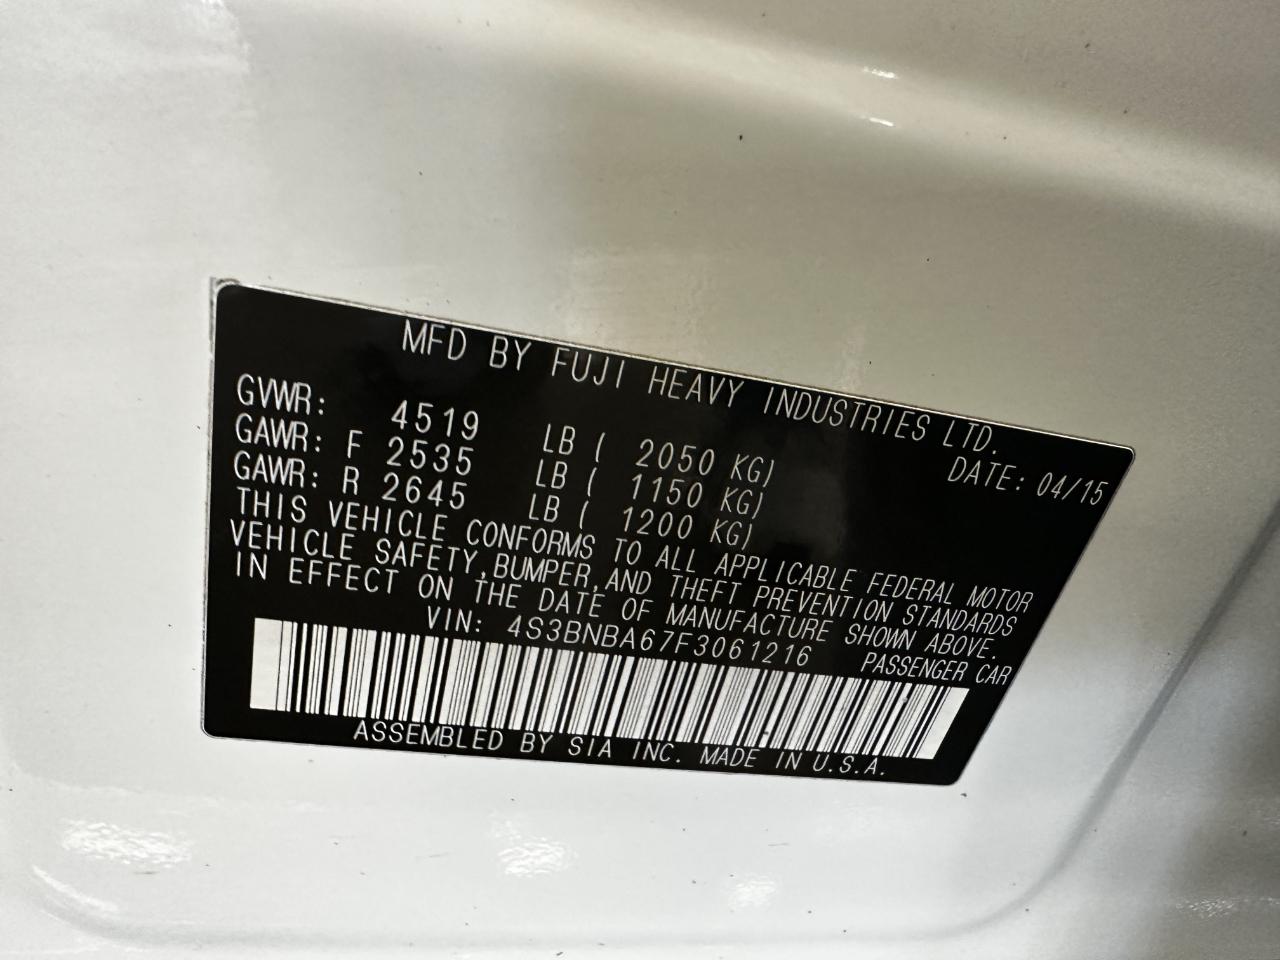 MFD BY FUJI HEAVY INDUSTRIES LTD.
DATE: 04/15
GVWR: 4519 LB ( 2050 KG)
GAWR: F 2535 LB ( 1150 KG)
GAWR: R 2645 LB ( 1200 KG)
THIS VEHICLE CONFORMS TO ALL APPLICABLE FEDERAL MOTOR
VEHICLE SAFETY,BUMPER,AND THEFT PREVENTION STANDARDS
IN EFFECT ON THE DATE OF MANUFACTURE SHOWN ABOVE.
VIN: 4S3BNBA67F3061216 PASSENGER CAR
ASSEMBLED BY SIA INC. MADE IN U.S.A.